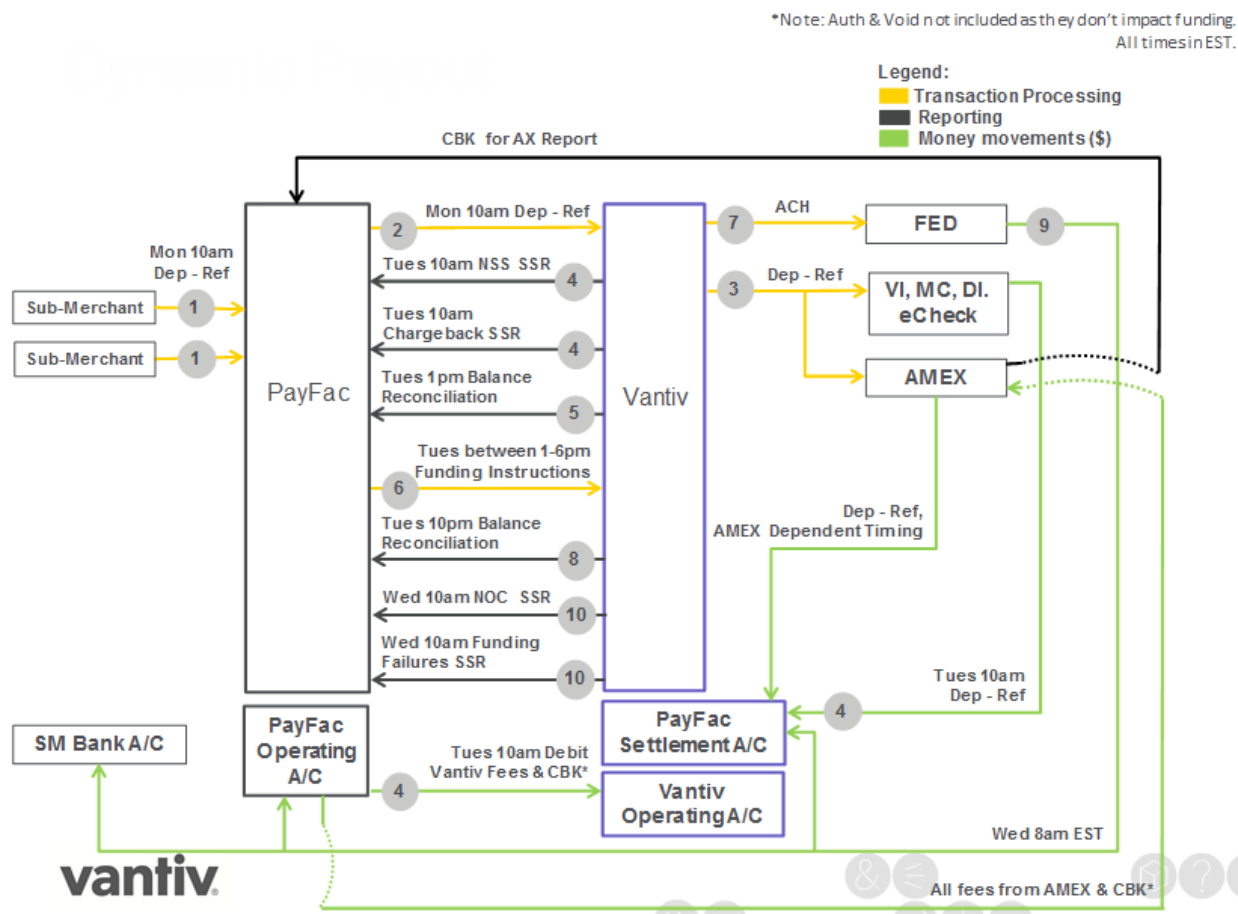 *Note: Auth & Void not included as they don't impact funding.
All times in EST.
Legend:
Transaction Processing
Reporting
Money movements ($)
CBK for AX Report
Mon 10am
Dep - Ref
Sub-Merchant
1
Sub-Merchant
1
PayFac
2
Mon 10am Dep - Ref
Tues 10am NSS SSR
4
Tues 10am
Chargeback SSR
4
Tues 1pm Balance
Reconciliation
5
Tues between 1-6pm
Funding Instructions
6
Tues 10pm Balance
Reconciliation
8
Wed 10am NOC SSR
10
Wed 10am Funding
Failures SSR
10
Vantiv
7
ACH
FED
9
3
Dep - Ref
VI, MC, DI.
eCheck
AMEX
Dep - Ref,
AMEX Dependent Timing
Tues 10am
Dep - Ref
4
SM Bank A/C
PayFac
Operating
A/C
Tues 10am Debit
Vantiv Fees & CBK*
4
PayFac
Settlement A/C
Vantiv
Operating A/C
Wed 8am EST
vantiv
All fees from AMEX & CBK*